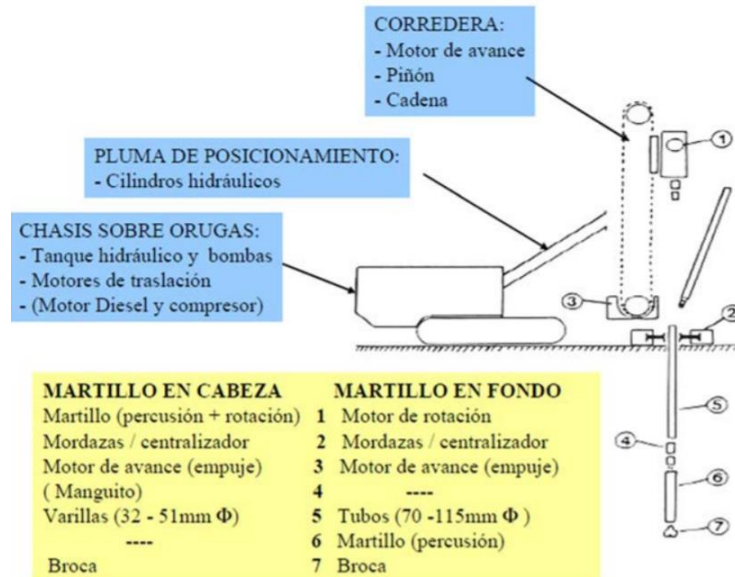 CORREDERA:
- Motor de avance
- Piñón
- Cadena
PLUMA DE POSICIONAMIENTO:
- Cilindros hidráulicos
CHASIS SOBRE ORUGAS:
- Tanque hidráulico y bombas
- Motores de traslación
- (Motor Diesel y compresor)
1
3
2
5
4
6
7
MARTILLO EN CABEZA MARTILLO EN FONDO
Martillo (percusión + rotación) 1 Motor de rotación
Mordazas / centralizador 2 Mordazas / centralizador
Motor de avance (empuje) 3 Motor de avance (empuje)
( Manguito) 4 ----
Varillas (32 - 51mm Φ) 5 Tubos (70 -115mm Φ )
---- 6 Martillo (percusión)
Broca 7 Broca